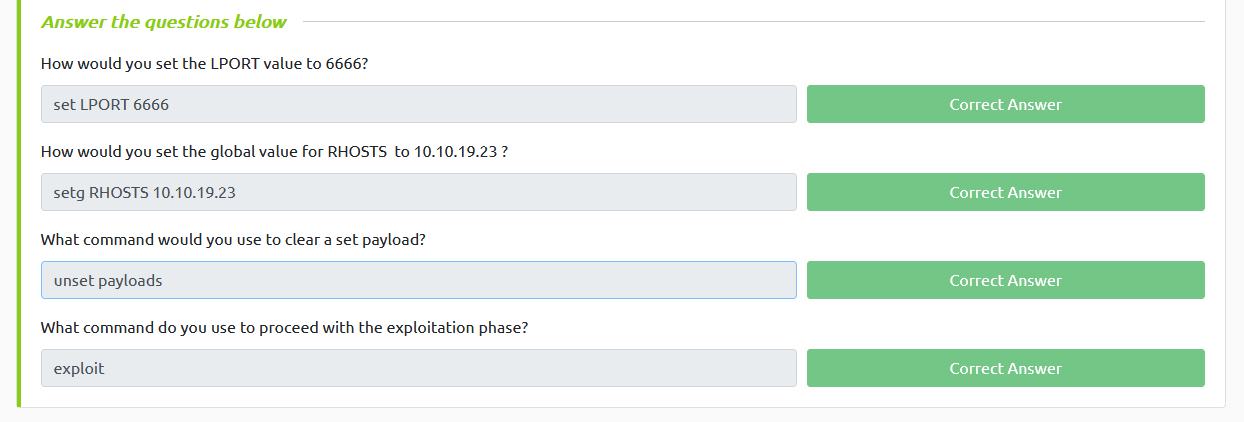 Answer the questions below
How would you set the LPORT value to 6666?
set LPORT 6666
Correct Answer
How would you set the global value for RHOSTS  to 10.10.19.23 ?
setg RHOSTS 10.10.19.23
Correct Answer
What command would you use to clear a set payload?
unset payloads
Correct Answer
What command do you use to proceed with the exploitation phase?
exploit
Correct Answer